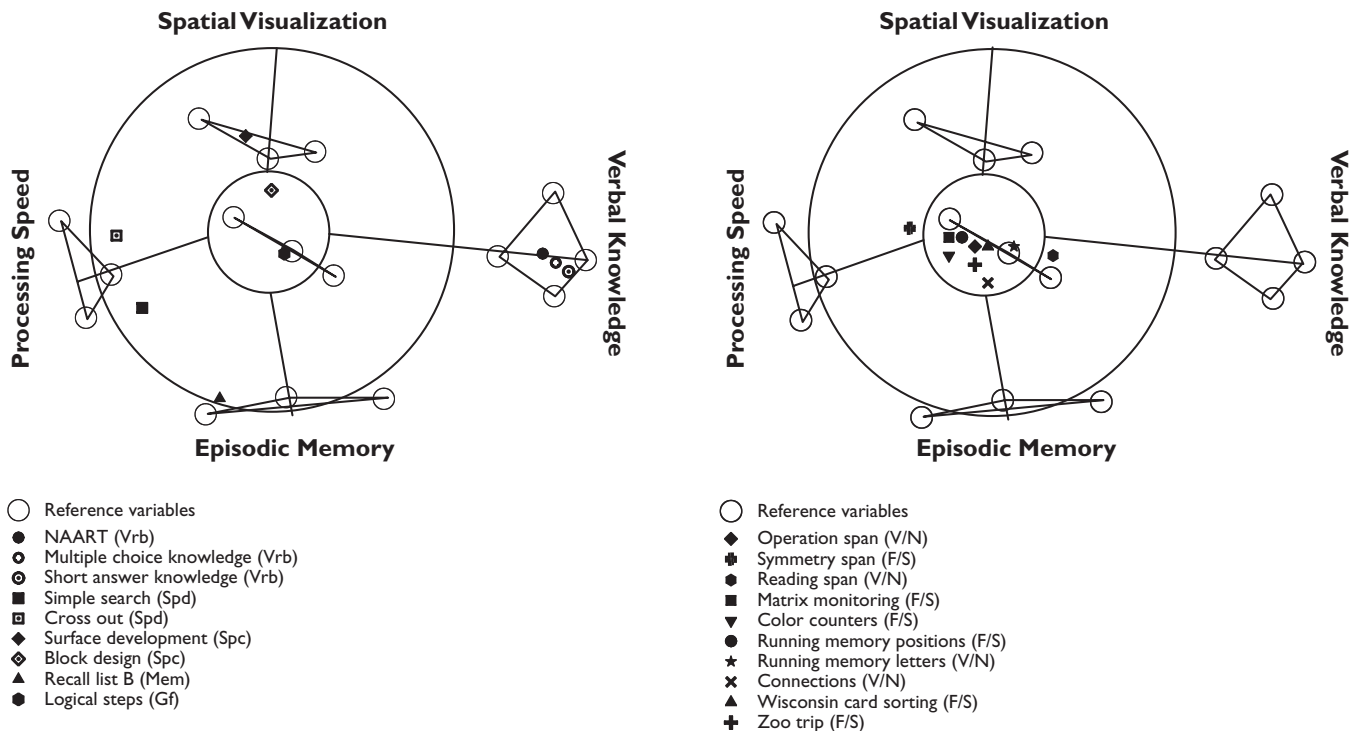 Spatial Visualization
Processing Speed
Verbal Knowledge
Episodic Memory
Reference variables
NAART (Vrb)
Multiple choice knowledge (Vrb)
Short answer knowledge (Vrb)
Simple search (Spd)
Cross out (Spd)
Surface development (Spc)
Block design (Spc)
Recall list B (Mem)
Logical steps (Gf)
Spatial Visualization
Processing Speed
Verbal Knowledge
Episodic Memory
Reference variables
Operation span (V/N)
Symmetry span (F/S)
Reading span (V/N)
Matrix monitoring (F/S)
Color counters (F/S)
Running memory positions (F/S)
Running memory letters (V/N)
Connections (V/N)
Wisconsin card sorting (F/S)
Zoo trip (F/S)